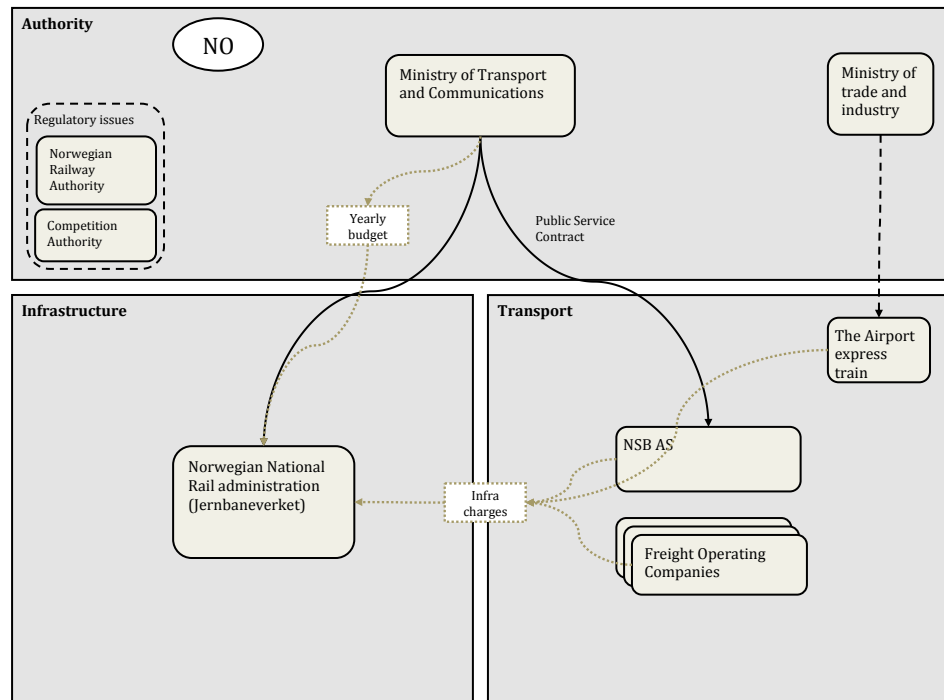 Authority
NO
Ministry of Transport
and Communications
Ministry of
trade and
industry
Regulatory issues
Norwegian
Railway
Authority
Competition
Authority
Yearly
budget
Public Service
Contract
Infrastructure
Transport
The Airport
express
train
NSB AS
Norwegian National
Rail administration
(Jernbaneverket)
Infra
charges
Freight Operating
Companies